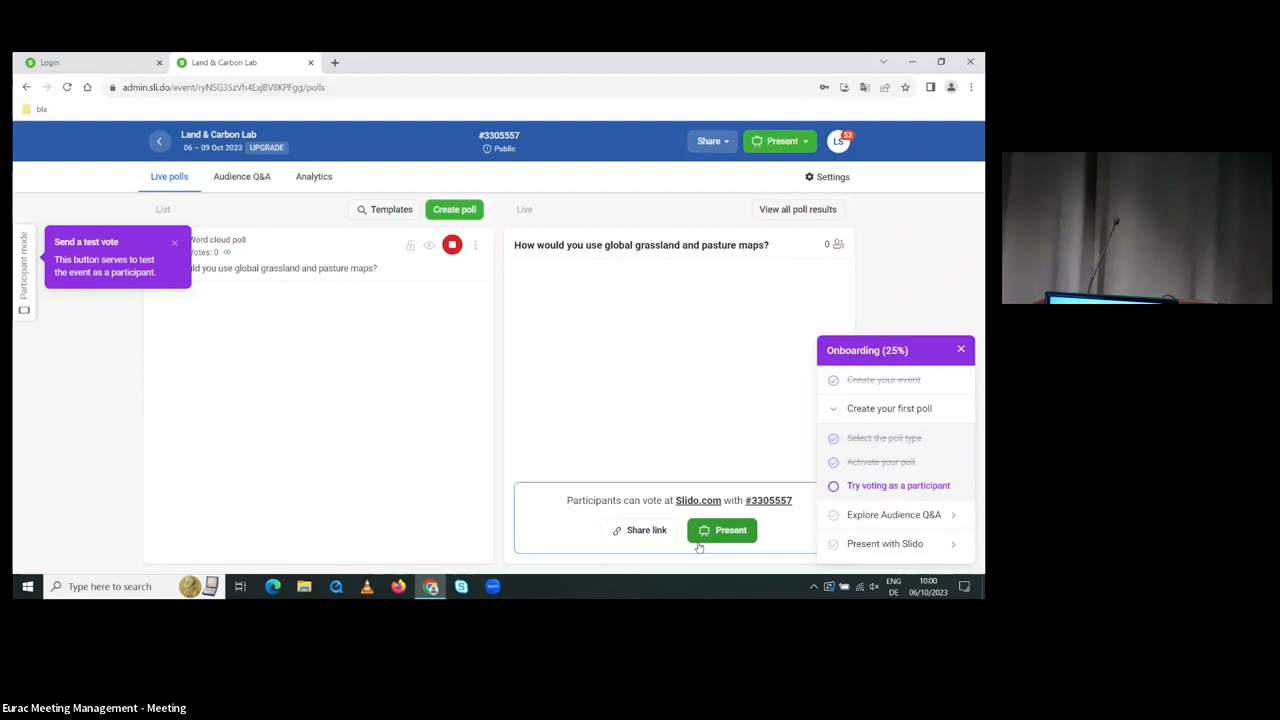 Login
Land & Carbon Lab
admin.sli.do/event/ryNSG35zVh4ExjBV8KPFgg/polls
bla
Land & Carbon Lab
06 – 09 Oct 2023 UPGRADE
#3305557
Public
Share
Present
LS
53
Live polls
Audience Q&A
Analytics
Settings
List
Templates
Create poll
Live
View all poll results
Participant mode
Send a test vote
This button serves to test
the event as a participant.
Word cloud poll
Votes: 0
ld you use global grassland and pasture maps?
How would you use global grassland and pasture maps?
0
Participants can vote at Slido.com with #3305557
Share link
Present
Onboarding (25%)
Create your event
Create your first poll
Select the poll type
Activate your poll
Try voting as a participant
Explore Audience Q&A
Present with Slido
Type here to search
ENG
DE
10:00
06/10/2023
Eurac Meeting Management - Meeting